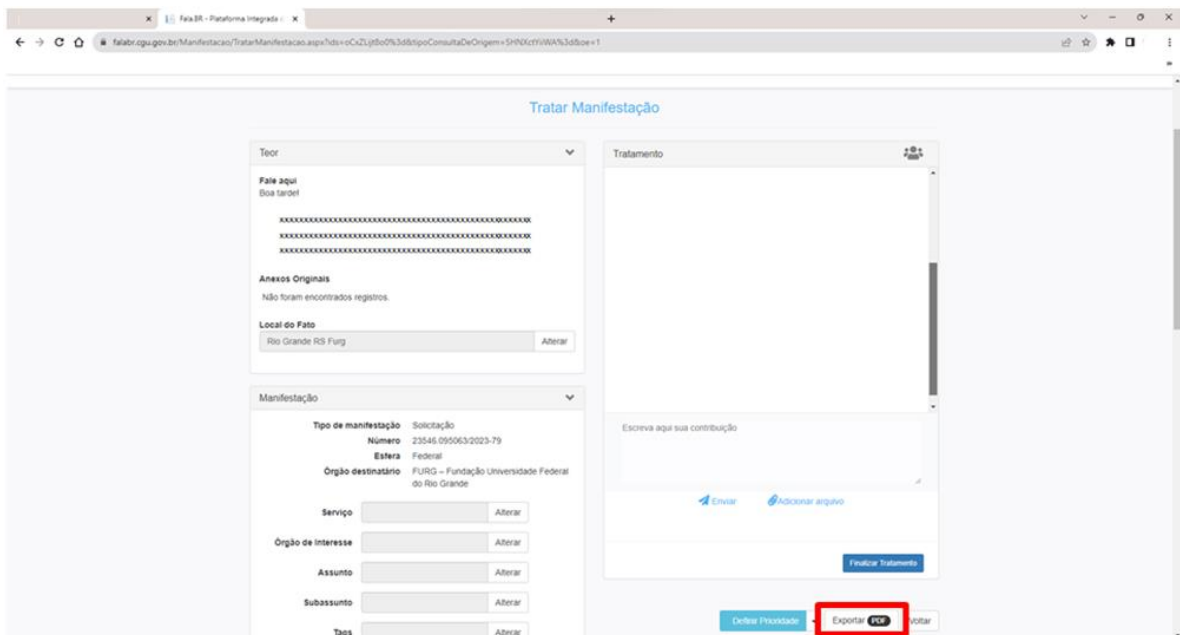 Fala.BR - Plataforma Integrada
falabr.cgu.gov.br/Manifestacao/TratarManifestacao.aspx?
Tratar Manifestação
Teor
Fale aqui
Boa tarde!
Anexos Originais
Não foram encontrados registros.
Local do Fato
Rio Grande RS Furg
Alterar
Manifestação
Tipo de manifestação Solicitação
Número 23546.095063/2023-79
Esfera Federal
Órgão destinatário FURG – Fundação Universidade Federal
do Rio Grande
Serviço Alterar
Órgão de Interesse Alterar
Assunto Alterar
Subassunto Alterar
Tags Alterar
Tratamento
Escreva aqui sua contribuição
Enviar Adicionar arquivo
Finalizar Tratamento
Definir Prioridade Exportar PDF Voltar